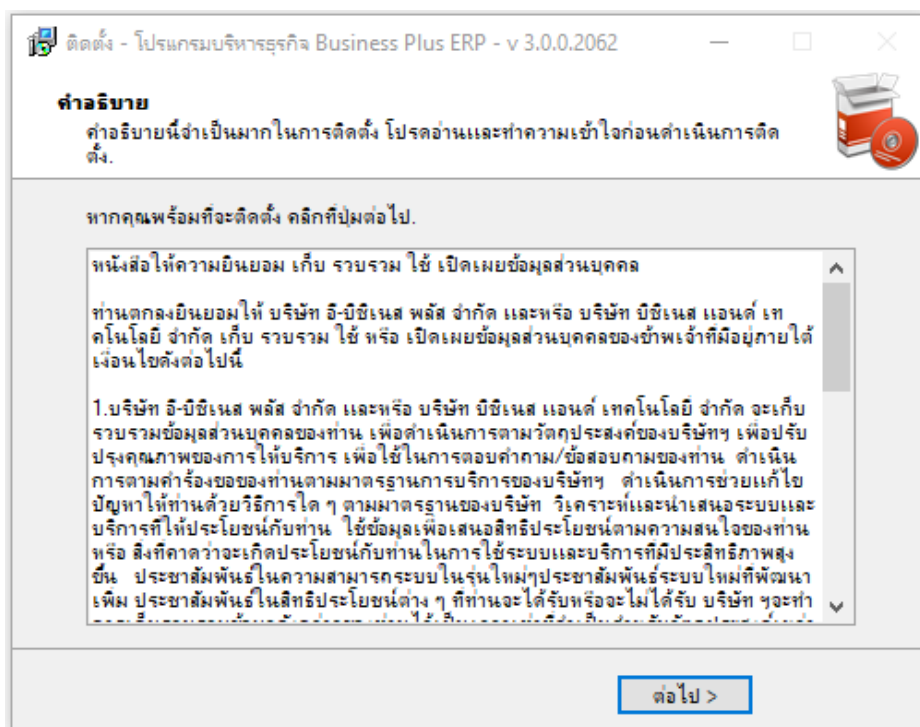 ติดตั้ง - โปรแกรมบริหารธุรกิจ Business Plus ERP - v 3.0.0.2062
คำอธิบาย
คำอธิบายนี้จำเป็นมากในการติดตั้ง โปรดอ่านและทำความเข้าใจก่อนดำเนินการติด
ตั้ง.
หากคุณพร้อมที่จะติดตั้ง คลิกที่ปุ่มต่อไป.
หนังสือให้ความยินยอม เก็บ รวบรวม ใช้ เปิดเผยข้อมูลส่วนบุคคล
ท่านตกลงยินยอมให้ บริษัท อี-บิซิเนส พลัส จำกัด และหรือ บริษัท บิซิเนส แอนด์ เท
คโนโลยี จำกัด เก็บ รวบรวม ใช้ หรือ เปิดเผยข้อมูลส่วนบุคคลของข้าพเจ้าที่มีอยู่ภายใต้
เงื่อนไขดังต่อไปนี้
1.บริษัท อี-บิซิเนส พลัส จำกัด และหรือ บริษัท บิซิเนส แอนด์ เทคโนโลยี จำกัด จะเก็บ
รวบรวมข้อมูลส่วนบุคคลของท่าน เพื่อดำเนินการตามวัตถุประสงค์ของบริษัทฯ เพื่อปรับ
ปรุงคุณภาพของการให้บริการ เพื่อใช้ในการตอบคำถาม/ข้อสอบถามของท่าน ดำเนิน
การตามคำร้องขอของท่านตามมาตรฐานการบริการของบริษัทฯ ดำเนินการช่วยแก้ไข
ปัญหาให้ท่านด้วยวิธีการใด ๆ ตามมาตรฐานของบริษัท วิเคราะห์และนำเสนอระบบและ
บริการที่ให้ประโยชน์กับท่าน ใช้ข้อมูลเพื่อเสนอสิทธิประโยชน์ตามความสนใจของท่าน
หรือ สิ่งที่คาดว่าจะเกิดประโยชน์กับท่านในการใช้ระบบและบริการที่มีประสิทธิภาพสูง
ขึ้น ประชาสัมพันธ์ในความสามารถระบบในรุ่นใหม่ๆประชาสัมพันธ์ระบบใหม่ที่พัฒนา
เพิ่ม ประชาสัมพันธ์ในสิทธิประโยชน์ต่าง ๆ ที่ท่านจะได้รับหรือจะไม่ได้รับ บริษัท ฯจะทำ
ต่อไป >